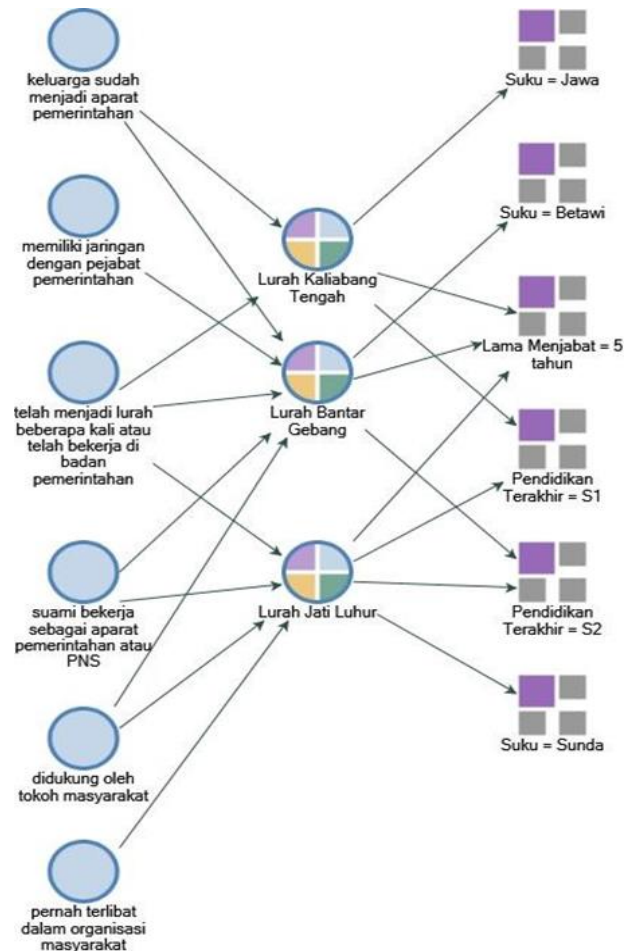 keluarga sudah
menjadi aparat
pemerintahan
memiliki jaringan
dengan pejabat
pemerintahan
telah menjadi lurah
beberapa kali atau
telah bekerja di
badan
pemerintahan
suami bekerja
sebagai aparat
pemerintahan atau
PNS
didukung oleh
tokoh masyarakat
pernah terlibat
dalam organisasi
masyarakat
Lurah Kaliabang
Tengah
Lurah Bantar
Gebang
Lurah Jati Luhur
Suku = Jawa
Suku = Betawi
Lama Menjabat = 5
tahun
Pendidikan
Terakhir = S1
Pendidikan
Terakhir = S2
Suku = Sunda